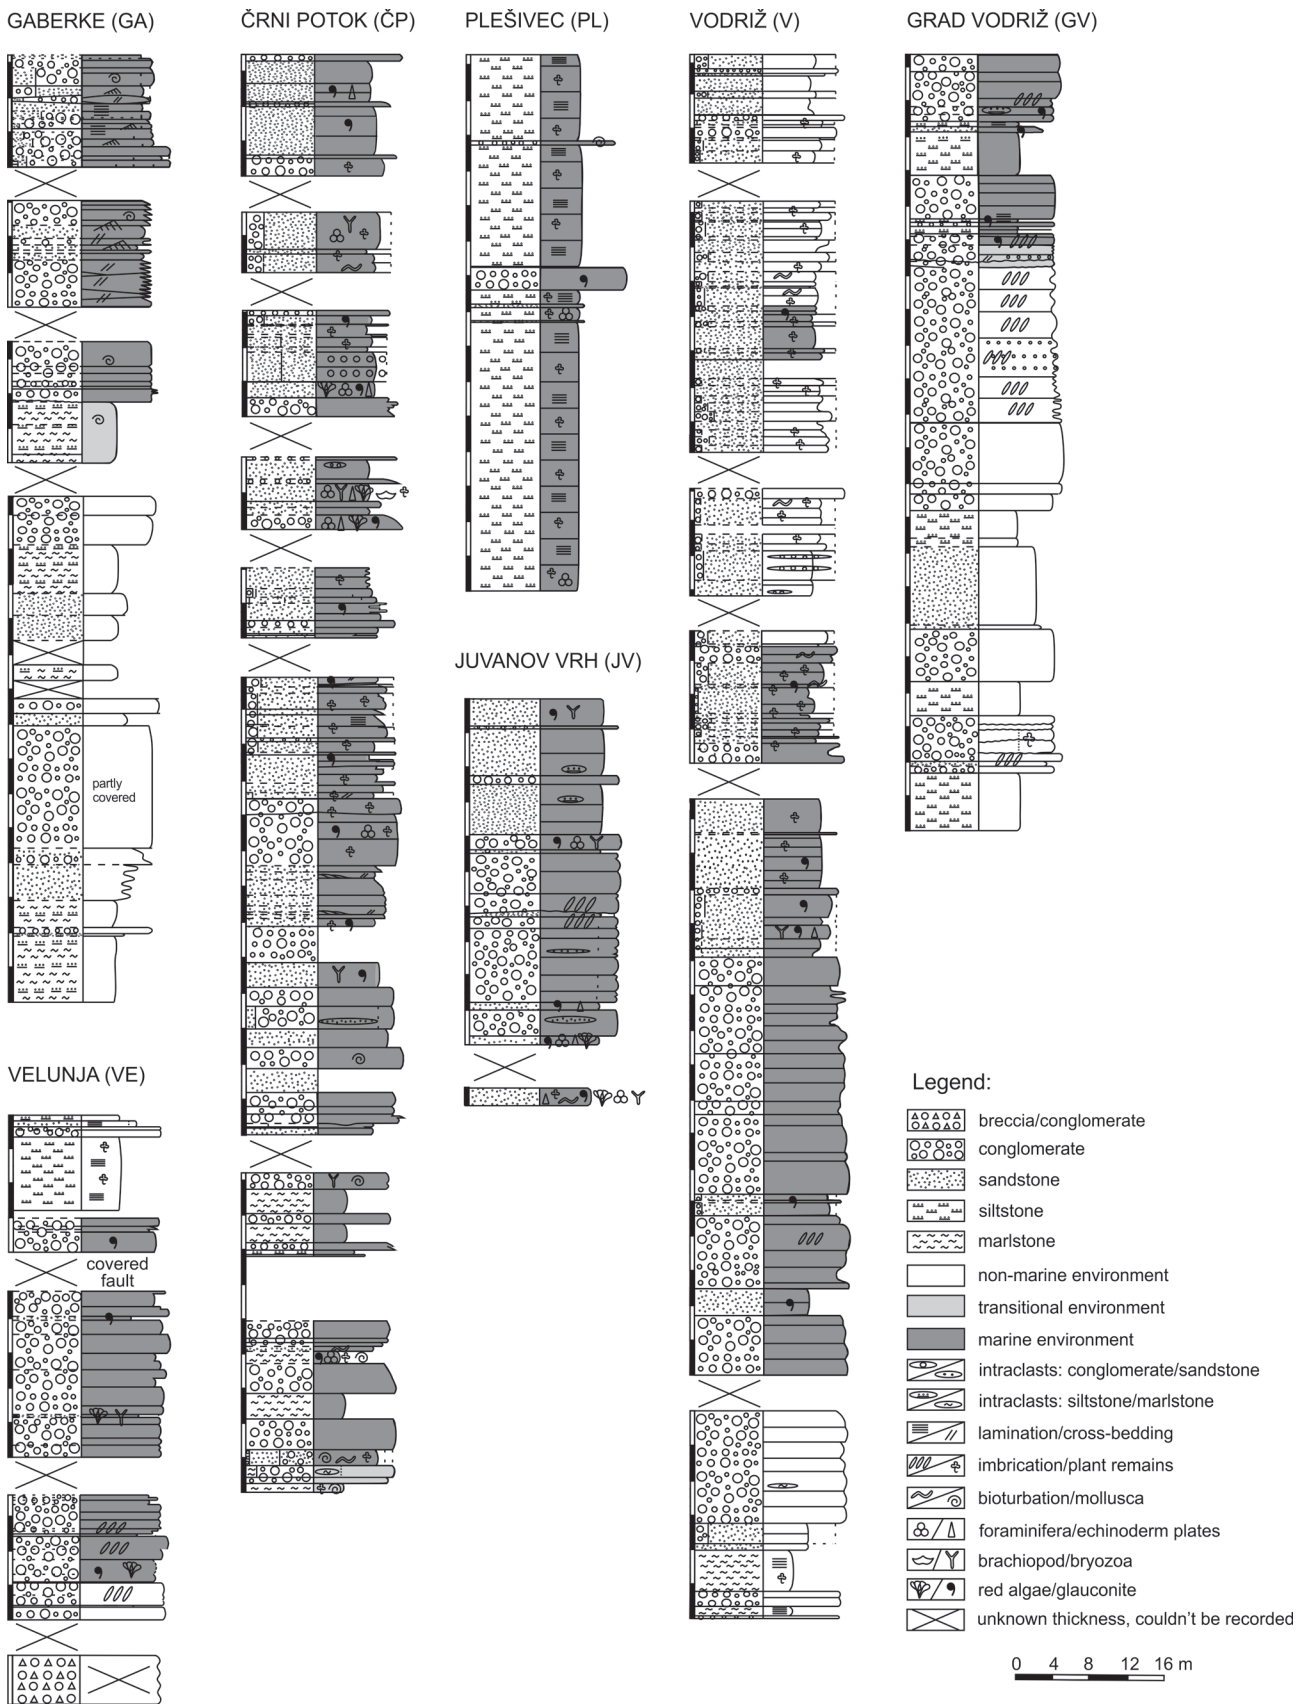 GABERKE (GA)
ČRNI POTOK (ČP)
PLEŠIVEC (PL)
VODRIŽ (V)
GRAD VODRIŽ (GV)
partly
covered
JUVANOV VRH (JV)
VELUNJA (VE)
covered
fault
Legend:
breccia/conglomerate
conglomerate
sandstone
siltstone
marlstone
non-marine environment
transitional environment
marine environment
intraclasts: conglomerate/sandstone
intraclasts: siltstone/marlstone
lamination/cross-bedding
imbrication/plant remains
bioturbation/mollusca
foraminifera/echinoderm plates
brachiopod/bryozoa
red algae/glauconite
unknown thickness, couldn't be recorded
0 4 8 12 16 m